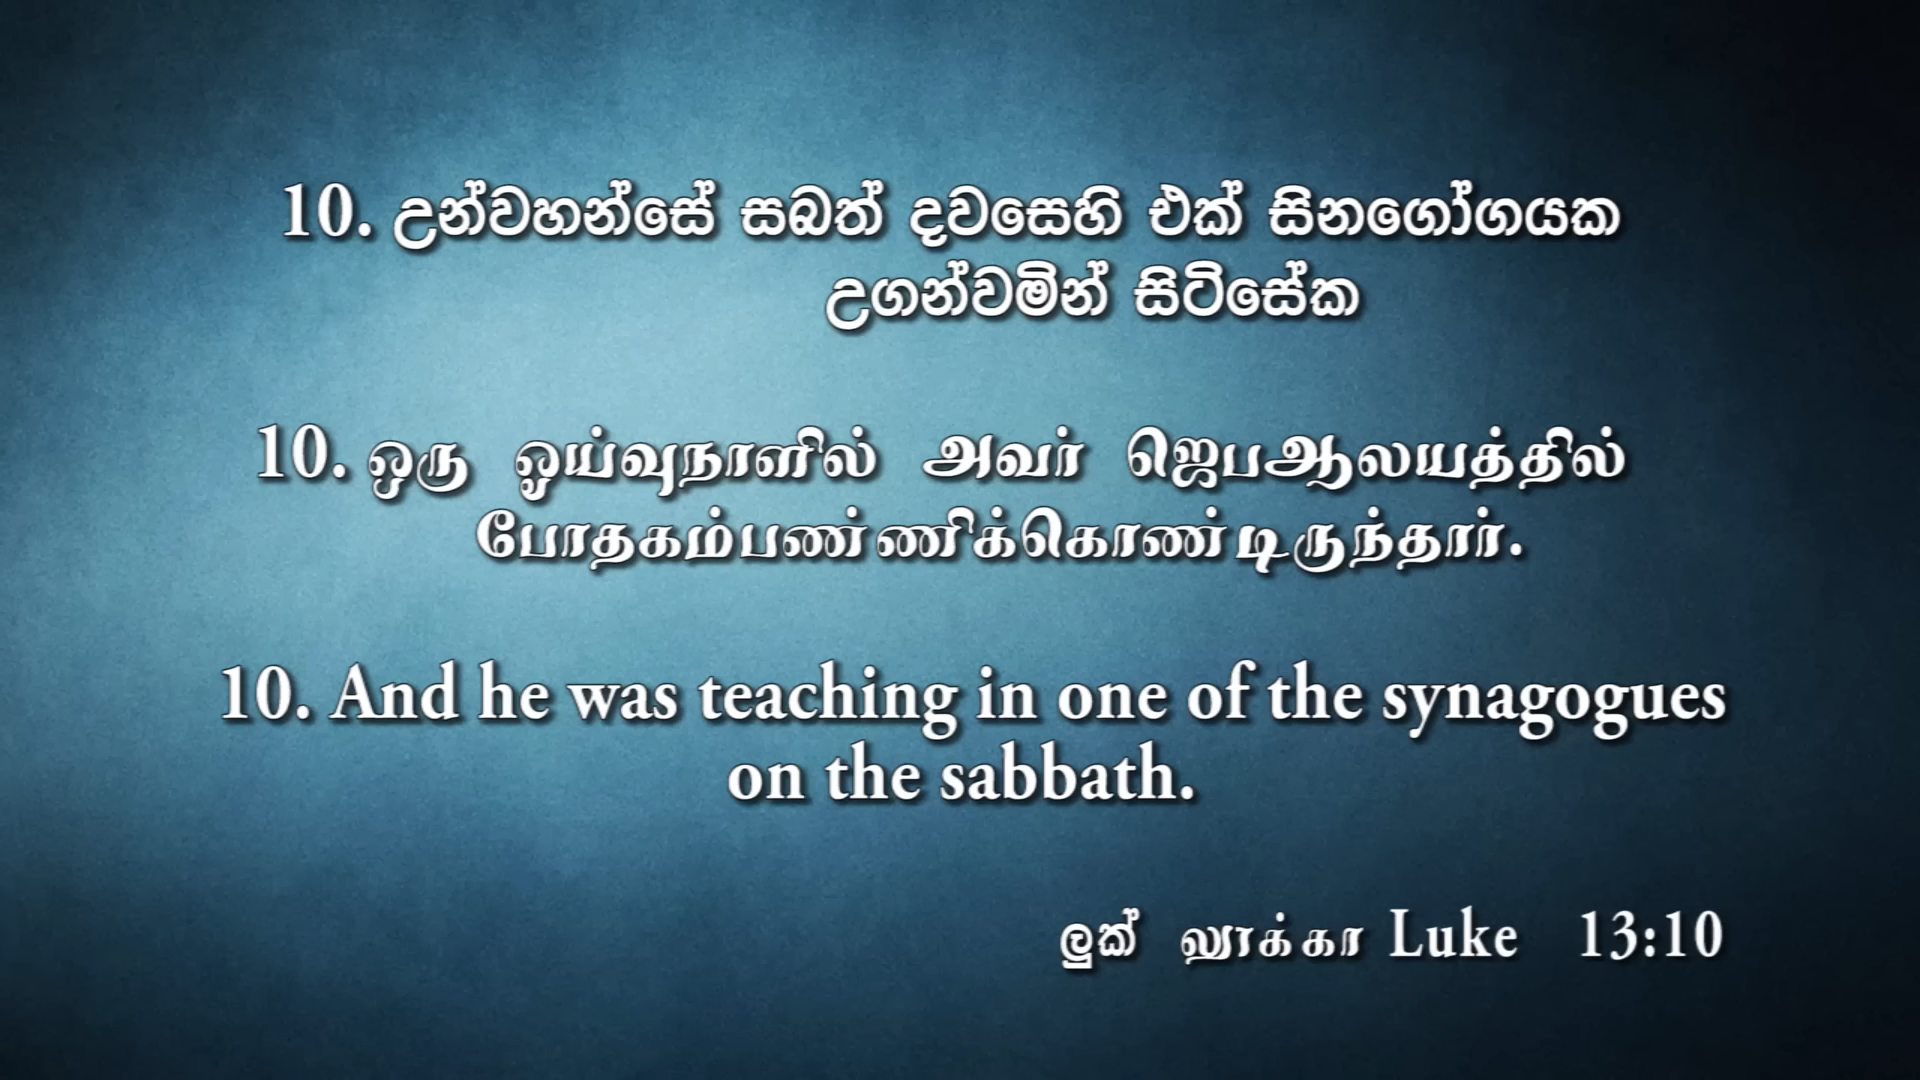 10. උන්වහන්සේ සබත් දවසෙහි එක් සිනගෝගයක
උගන්වමින් සිටිසේක
10. ஒரு ஓய்வுநாளில் அவர் ஜெபஆலயத்தில்
போதகம்பண்ணிக்கொண்டிருந்தார்.
10. And he was teaching in one of the synagogues
on the sabbath.
ලුක් லூக்கா Luke 13:10